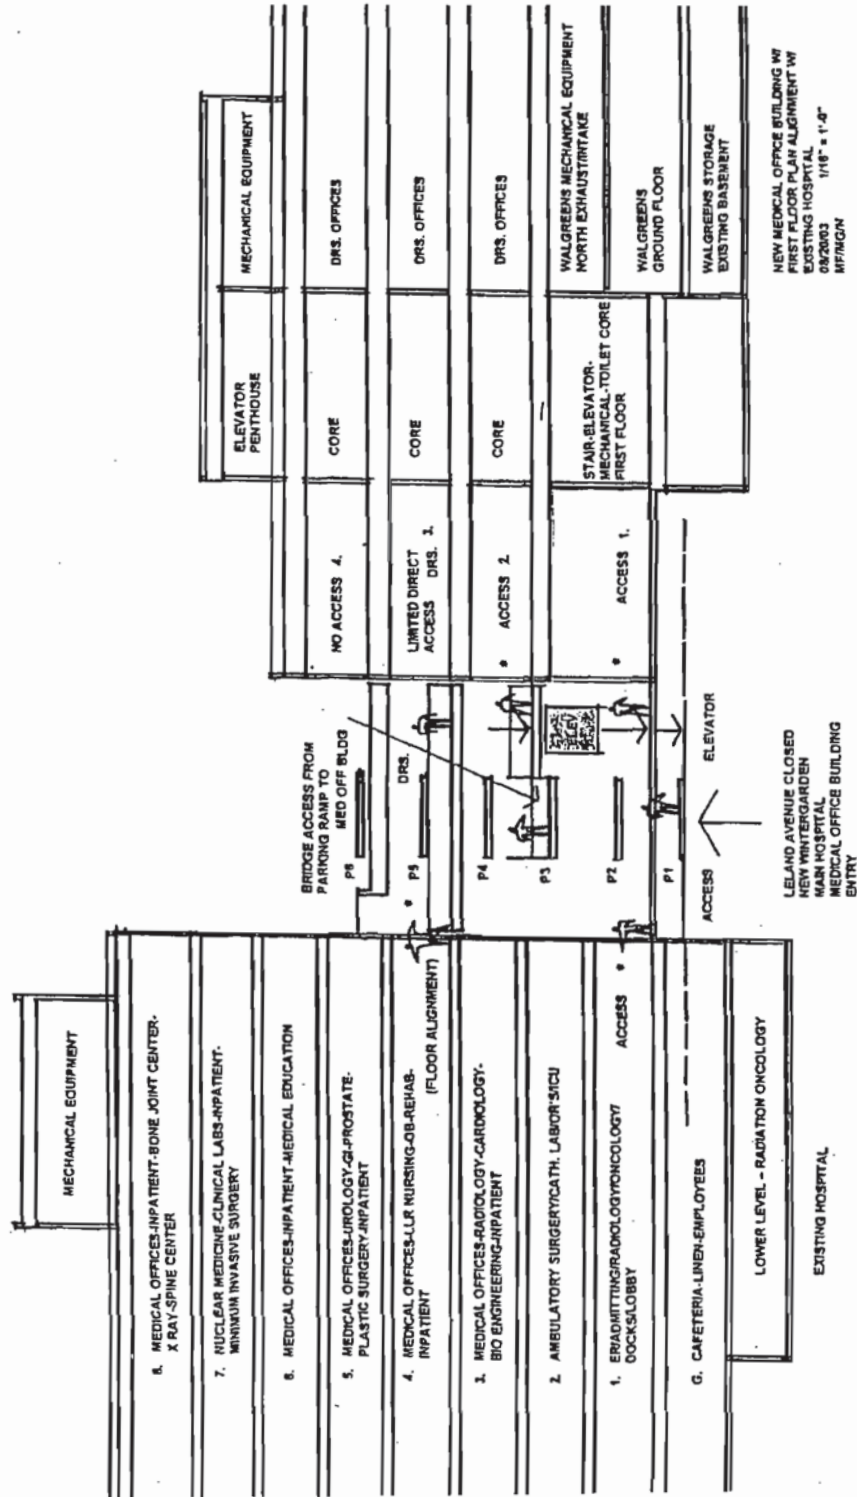 MECHANICAL EQUIPMENT
8. MEDICAL OFFICES-INPATIENT-BONE JOINT CENTER-
X RAY-SPINE CENTER
7. NUCLEAR MEDICINE-CLINICAL LABS-INPATIENT-
MINIMUM INVASIVE SURGERY
6. MEDICAL OFFICES-INPATIENT-MEDICAL EDUCATION
5. MEDICAL OFFICES-UROLOGY-GI-PROSTATE-
PLASTIC SURGERY-INPATIENT
4. MEDICAL OFFICES-LLR NURSING-OB-REHAB-
INPATIENT
(FLOOR ALIGNMENT)
3. MEDICAL OFFICES-RADIOLOGY-CARDIOLOGY-
BIO ENGINEERING-INPATIENT
2. AMBULATORY SURGERY/CATH. LAB/OR'S/ICU
1. ER/ADMITTING/RADIOLOGY/ONCOLOGY/
DOCKS/LOBBY
ACCESS *
G. CAFETERIA-LINEN-EMPLOYEES
LOWER LEVEL – RADIATION ONCOLOGY
EXISTING HOSPITAL
BRIDGE ACCESS FROM
PARKING RAMP TO
MED OFF BLDG
P6
P5 *
DRS.
P4
P3
P2
P1
ELEV
ACCESS
ELEVATOR
LELAND AVENUE CLOSED
NEW WINTERGARDEN
MAIN HOSPITAL
MEDICAL OFFICE BUILDING
ENTRY
NO ACCESS 4.
LIMITED DIRECT
ACCESS DRS. 3.
* ACCESS 2.
* ACCESS 1.
ELEVATOR
PENTHOUSE
CORE
CORE
CORE
STAIR-ELEVATOR-
MECHANICAL-TOILET CORE
FIRST FLOOR
MECHANICAL EQUIPMENT
DRS. OFFICES
DRS. OFFICES
DRS. OFFICES
WALGREENS MECHANICAL EQUIPMENT
NORTH EXHAUST/INTAKE
WALGREENS
GROUND FLOOR
WALGREENS STORAGE
EXISTING BASEMENT
NEW MEDICAL OFFICE BUILDING W/
FIRST FLOOR PLAN ALIGNMENT W/
EXISTING HOSPITAL
08/20/03 1/16" = 1'-0"
MF/MG/N